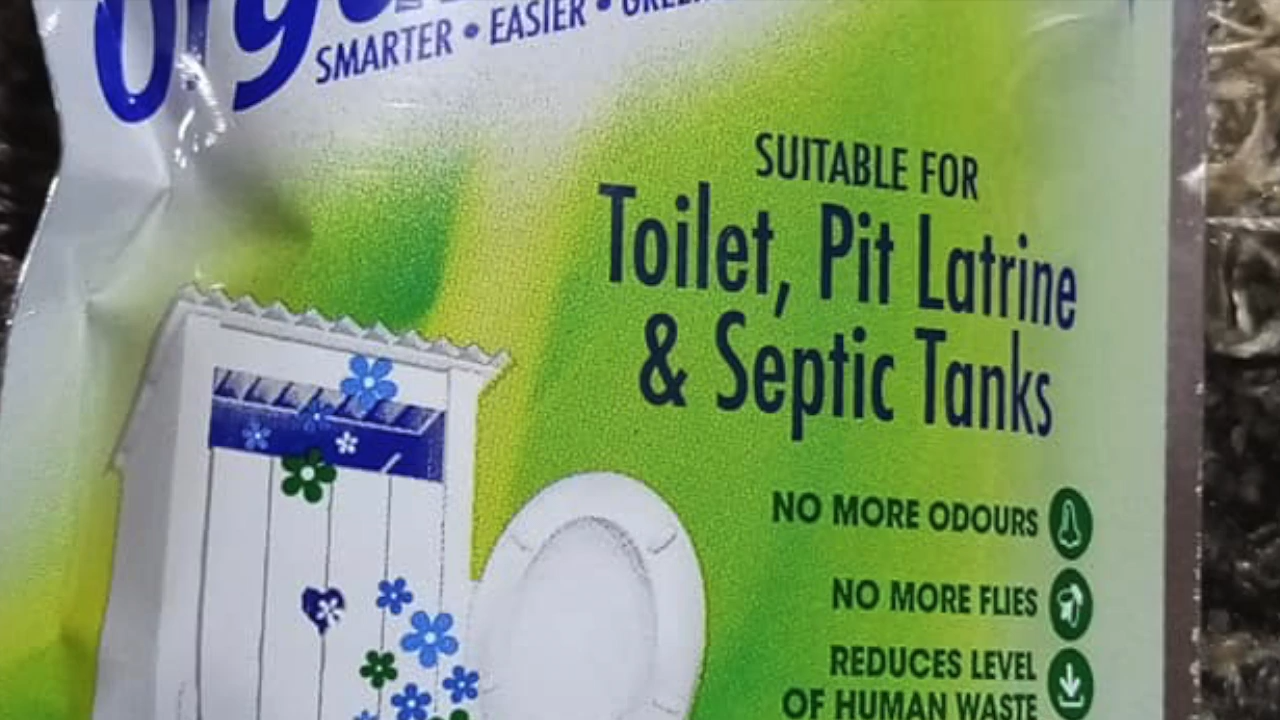 SMARTER • EASIER •
SUITABLE FOR
Toilet, Pit Latrine
& Septic Tanks
NO MORE ODOURS
NO MORE FLIES
REDUCES LEVEL
OF HUMAN WASTE